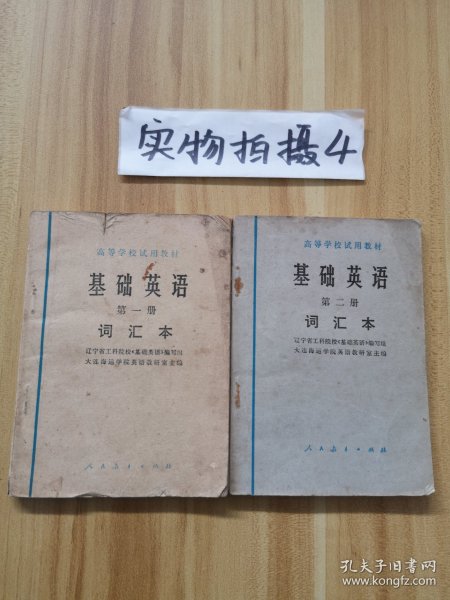 实物拍摄4
高等学校试用教材
基础英语
第一册
词汇本
辽宁省工科院校《基础英语》编写组
大连海运学院英语教研室主编
人民教育出版社
高等学校试用教材
基础英语
第二册
词汇本
辽宁省工科院校《基础英语》编写组
大连海运学院英语教研室主编
人民教育出版社
孔夫子旧书网
www.kongfz.com